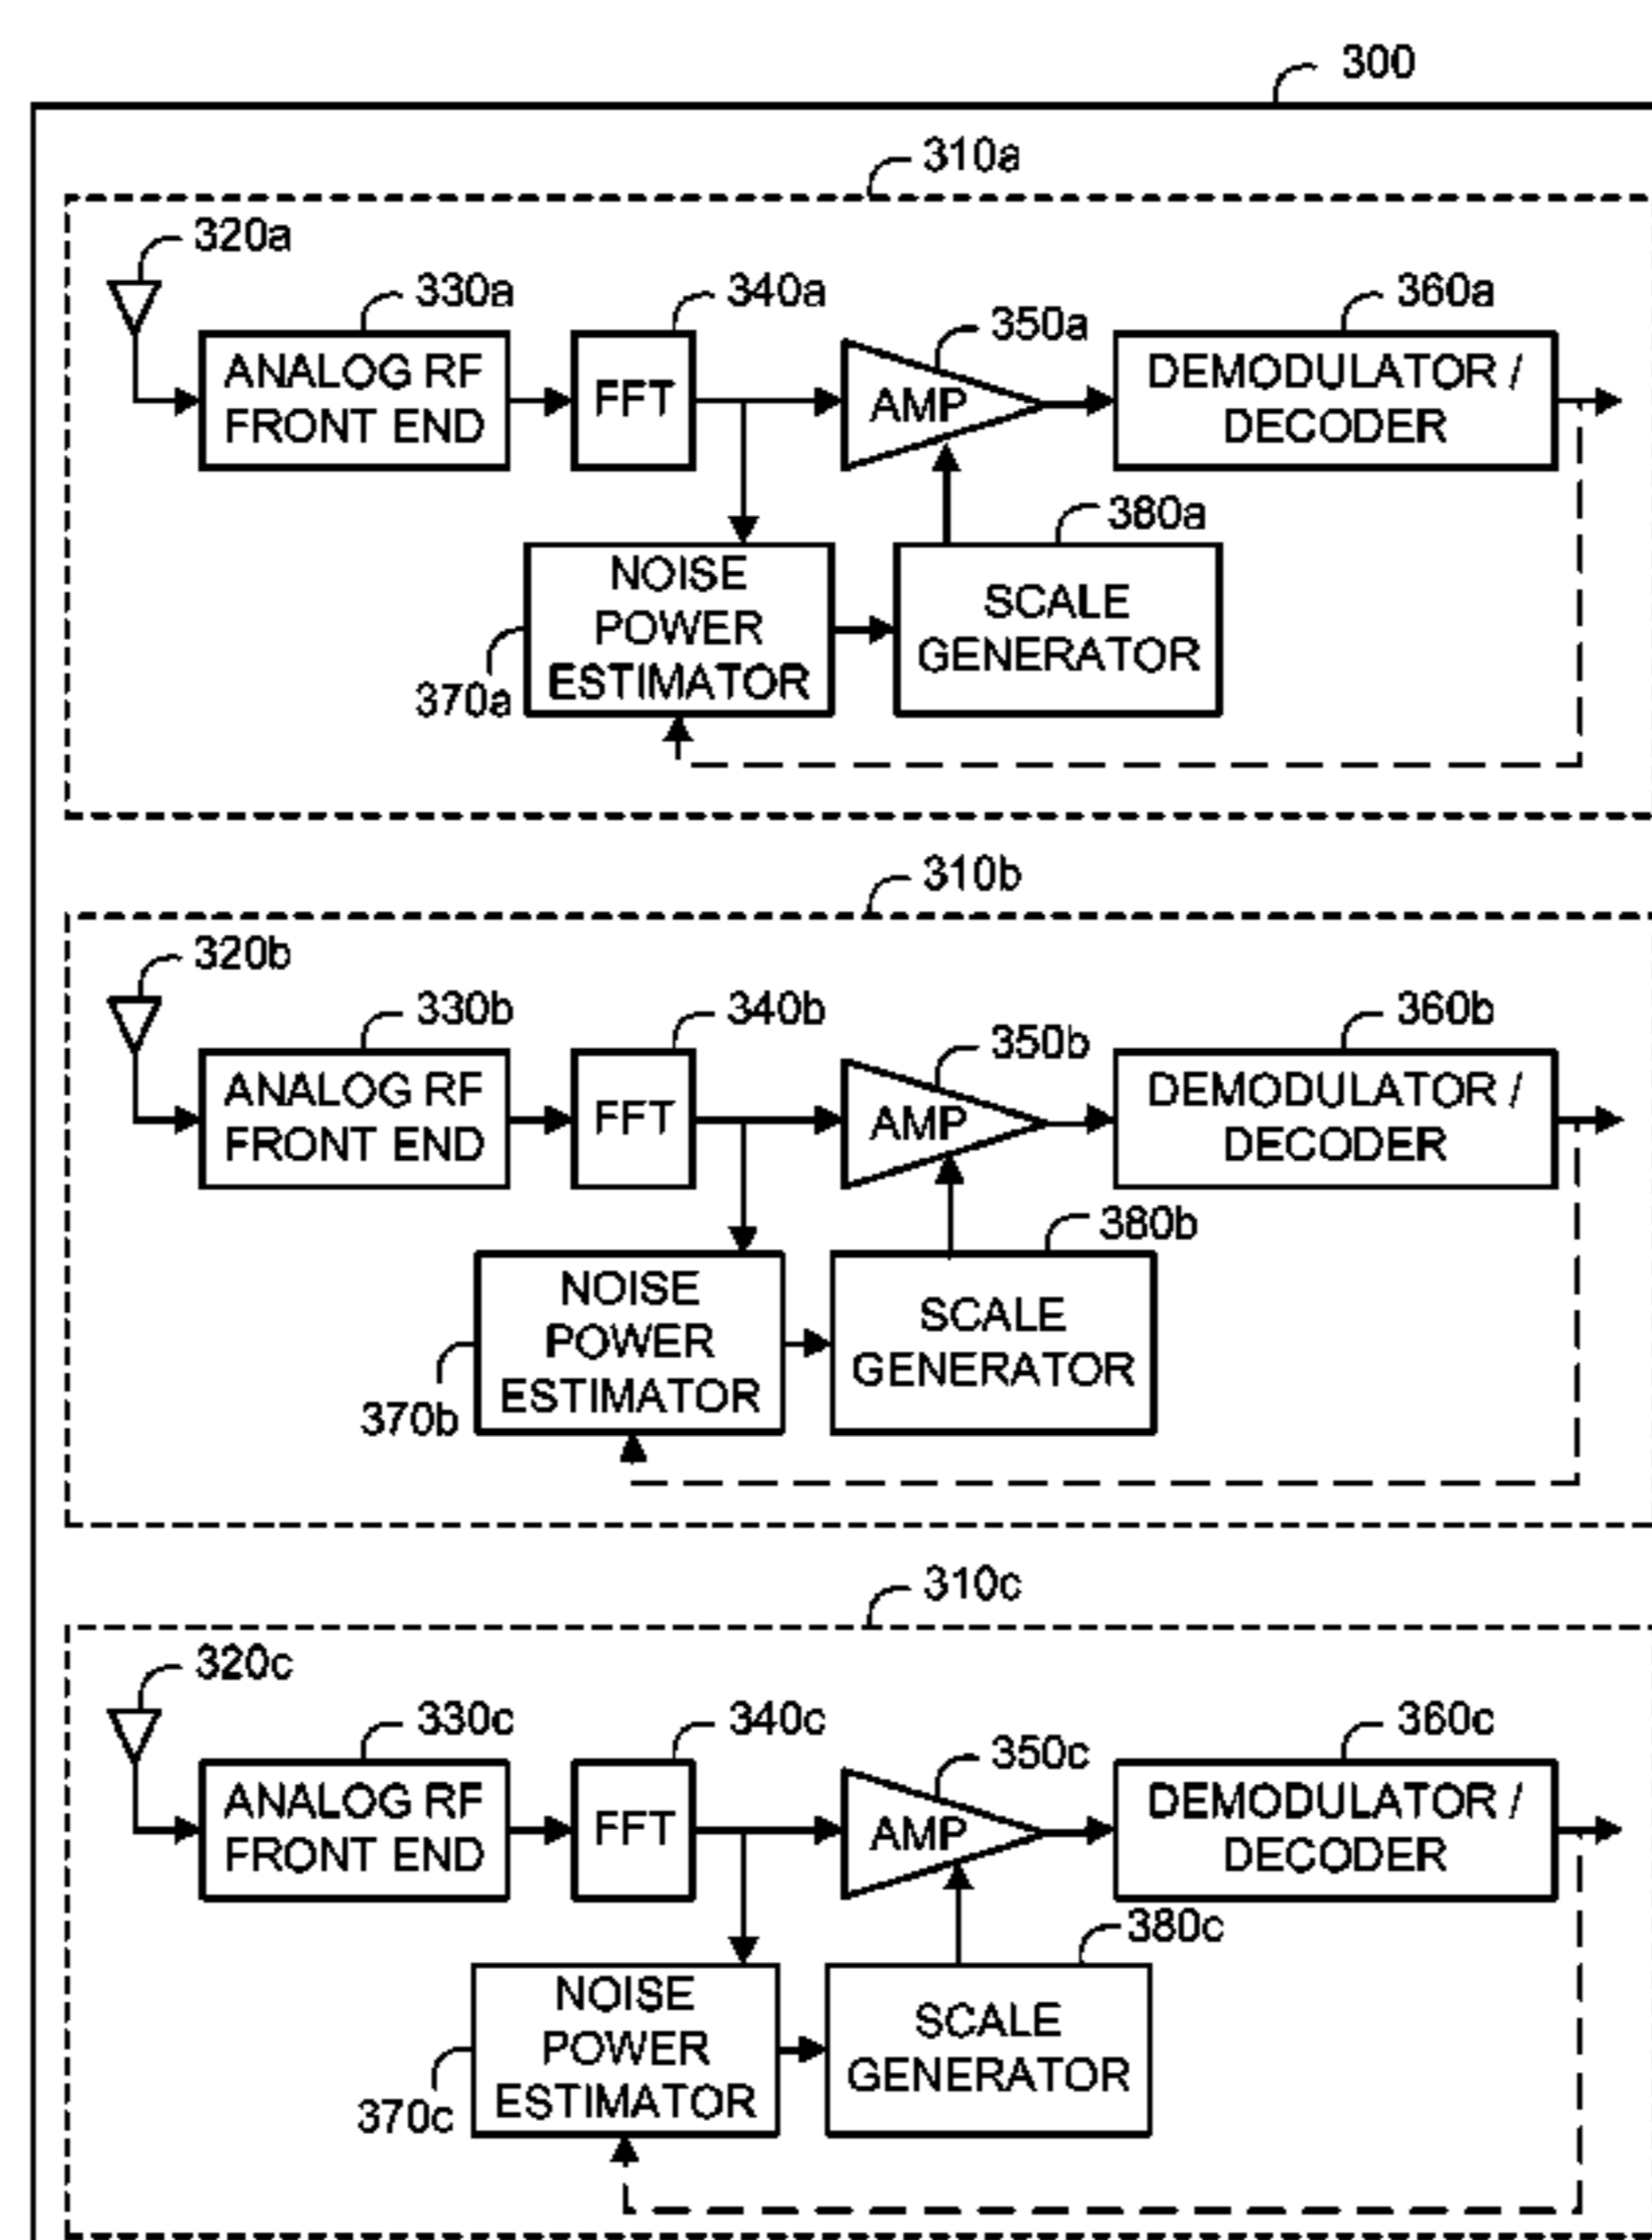 300
310a
320a
330a
340a
350a
360a
ANALOG RF
FRONT END
FFT
AMP
DEMODULATOR /
DECODER
380a
NOISE
POWER
ESTIMATOR
SCALE
GENERATOR
370a
310b
320b
330b
340b
350b
360b
ANALOG RF
FRONT END
FFT
AMP
DEMODULATOR /
DECODER
380b
NOISE
POWER
ESTIMATOR
SCALE
GENERATOR
370b
310c
320c
330c
340c
350c
360c
ANALOG RF
FRONT END
FFT
AMP
DEMODULATOR /
DECODER
380c
NOISE
POWER
ESTIMATOR
SCALE
GENERATOR
370c